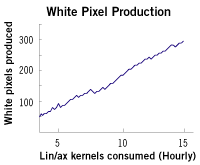 White Pixel Production
White pixels produced
300
200
100
5
10
15
Lin/ax kernels consumed (Hourly)